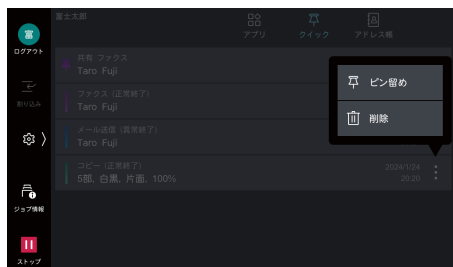 富
ログアウト
富士太郎
アプリ
クイック
アドレス帳
割り込み
共有 ファクス
Taro Fuji
ファクス (正常終了)
Taro Fuji
メール送信 (異常終了)
Taro Fuji
コピー (正常終了)
5部, 白黒, 片面, 100%
2024/1/24
20:20
ピン留め
削除
ジョブ情報
ストップ